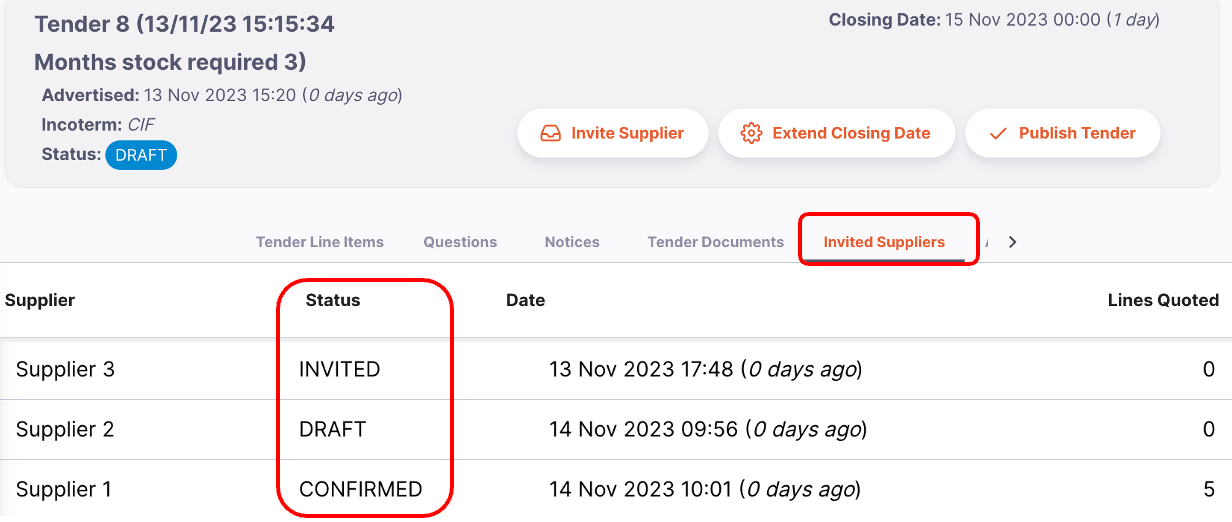 Tender 8 (13/11/23 15:15:34
Months stock required 3)
Closing Date: 15 Nov 2023 00:00 (1 day)
Advertised: 13 Nov 2023 15:20 (0 days ago)
Incoterm: CIF
Status: DRAFT
Invite Supplier Extend Closing Date Publish Tender
Tender Line Items Questions Notices Tender Documents Invited Suppliers
Supplier Status Date Lines Quoted
Supplier 3 INVITED 13 Nov 2023 17:48 (0 days ago) 0
Supplier 2 DRAFT 14 Nov 2023 09:56 (0 days ago) 0
Supplier 1 CONFIRMED 14 Nov 2023 10:01 (0 days ago) 5